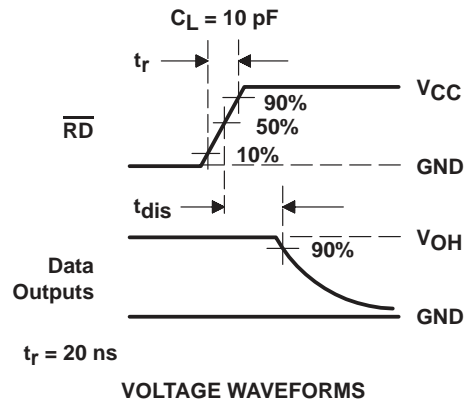 C_L = 10 pF
t_r
V_CC
90%
RD
50%
10%
GND
t_dis
V_OH
90%
Data
Outputs
GND
t_r = 20 ns
VOLTAGE WAVEFORMS